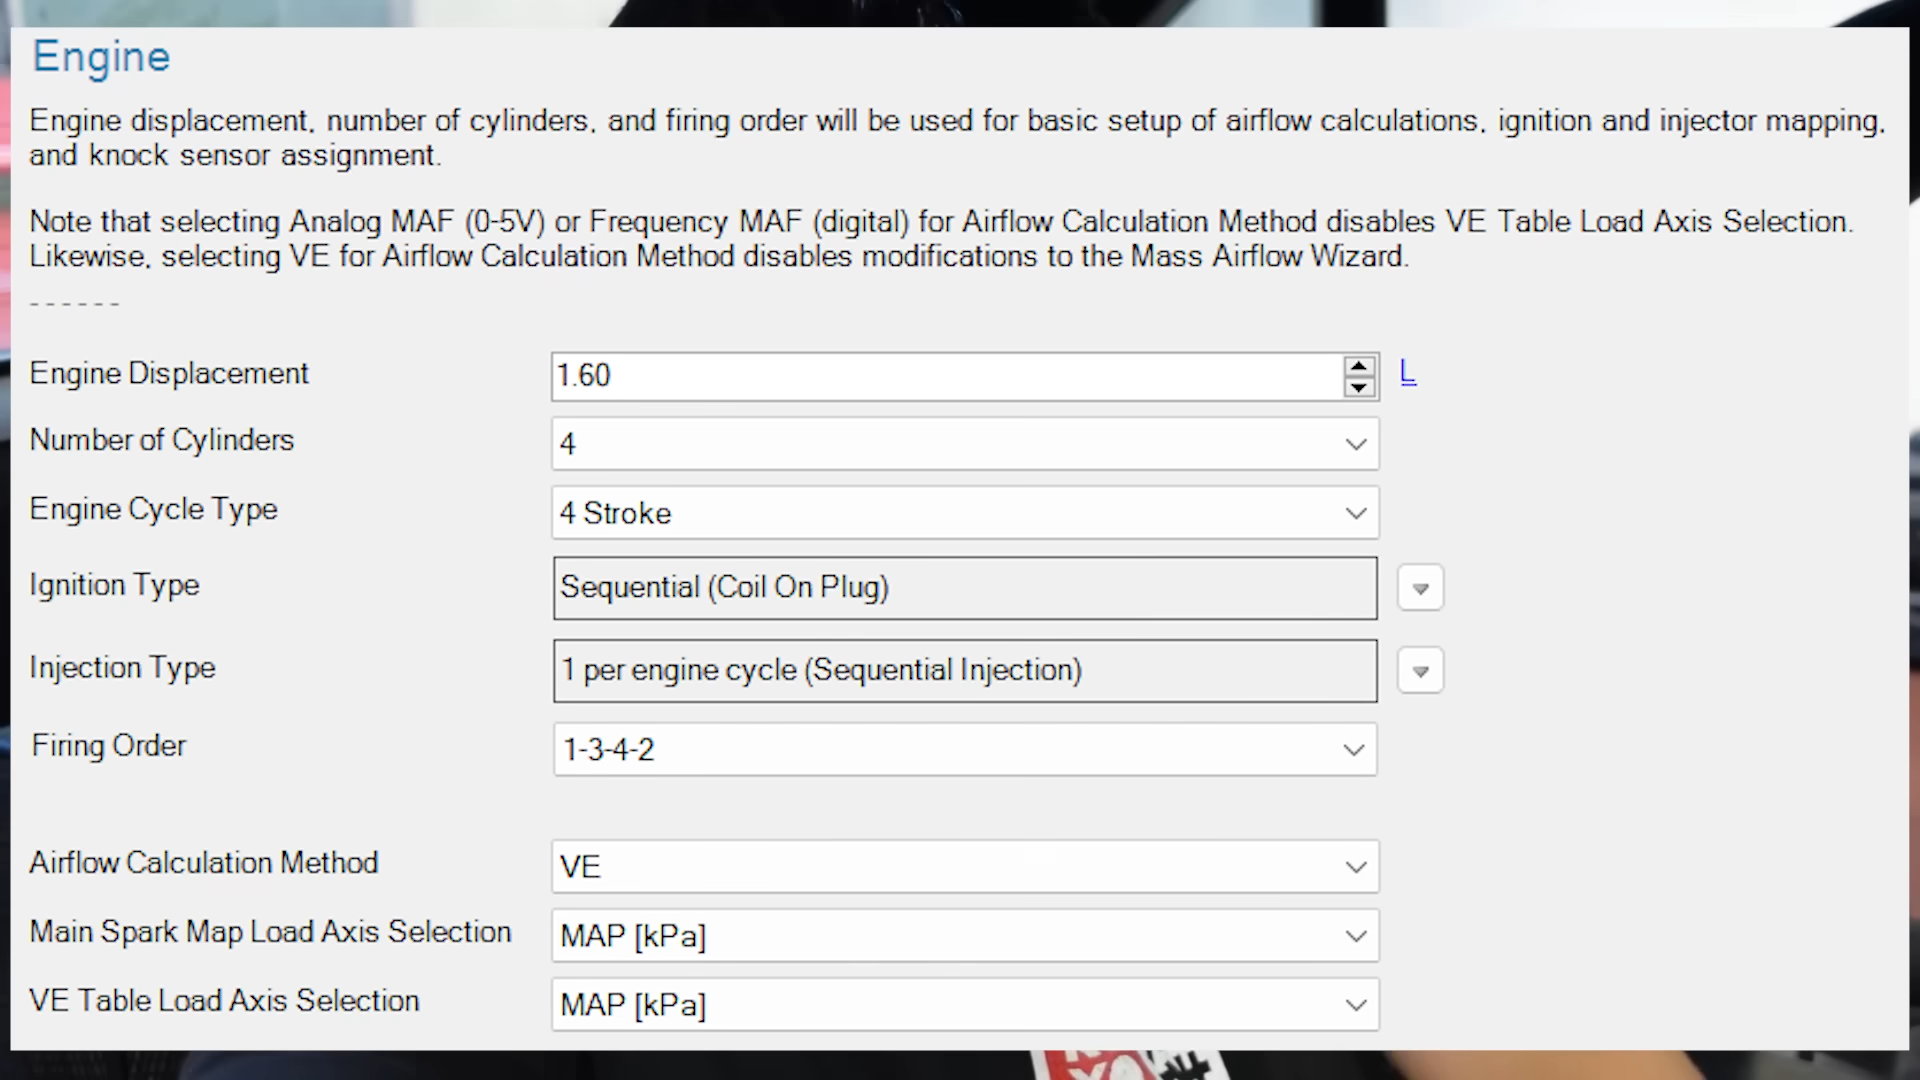 Engine
Engine displacement, number of cylinders, and firing order will be used for basic setup of airflow calculations, ignition and injector mapping,
and knock sensor assignment.
Note that selecting Analog MAF (0-5V) or Frequency MAF (digital) for Airflow Calculation Method disables VE Table Load Axis Selection.
Likewise, selecting VE for Airflow Calculation Method disables modifications to the Mass Airflow Wizard.
------
Engine Displacement 1.60 L
Number of Cylinders 4
Engine Cycle Type 4 Stroke
Ignition Type Sequential (Coil On Plug)
Injection Type 1 per engine cycle (Sequential Injection)
Firing Order 1-3-4-2
Airflow Calculation Method VE
Main Spark Map Load Axis Selection MAP [kPa]
VE Table Load Axis Selection MAP [kPa]